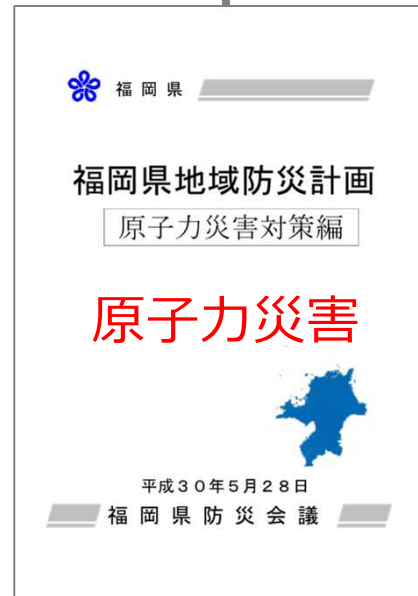 福岡県
福岡県地域防災計画
原子力災害対策編
原子力災害
平成３０年５月２８日
福岡県防災会議